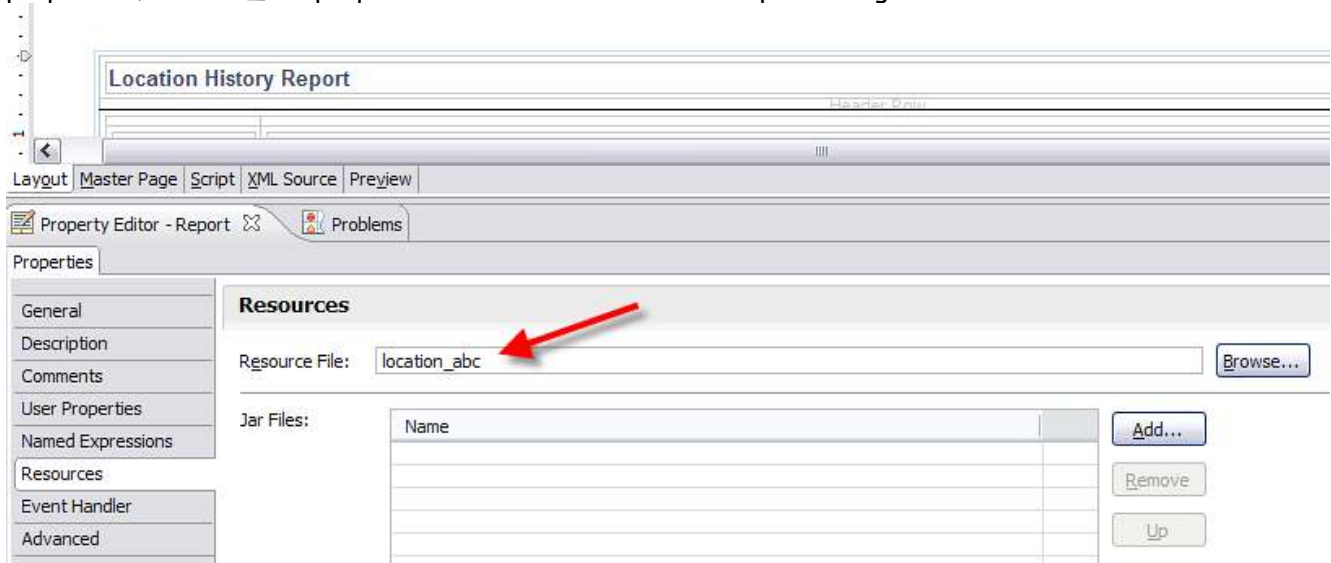 Location History Report
Header Row
Layout Master Page Script XML Source Preview
Property Editor - Report Problems
Properties
General
Description
Comments
User Properties
Named Expressions
Resources
Event Handler
Advanced
Resources
Resource File: location_abc Browse...
Jar Files:
Name
Add...
Remove
Up